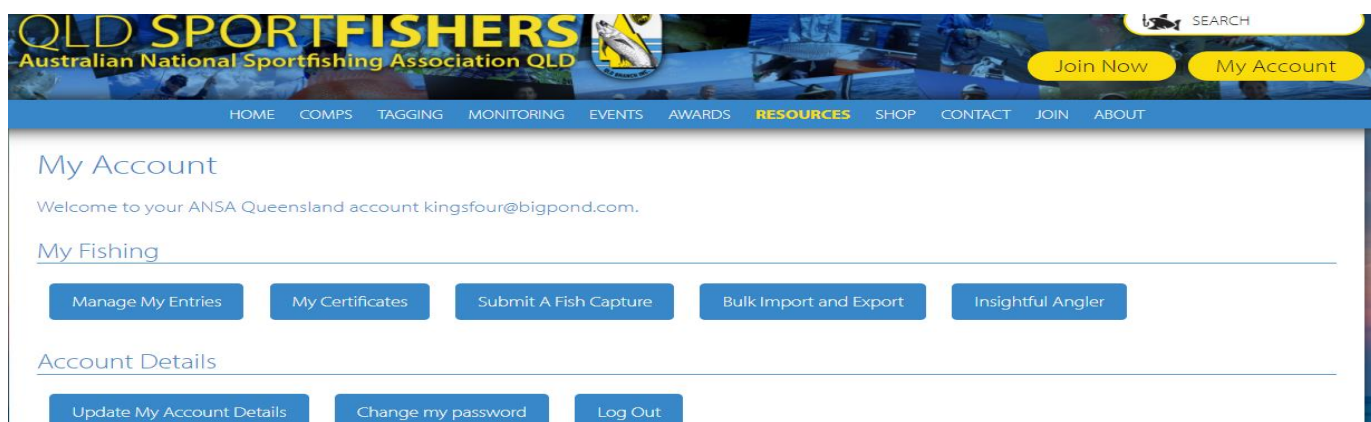 QLD SPORTFISHERS
Australian National Sportfishing Association QLD
SEARCH
Join Now
My Account
HOME COMPS TAGGING MONITORING EVENTS AWARDS RESOURCES SHOP CONTACT JOIN ABOUT
My Account
Welcome to your ANSA Queensland account kingsfour@bigpond.com.
My Fishing
Manage My Entries My Certificates Submit A Fish Capture Bulk Import and Export Insightful Angler
Account Details
Update My Account Details Change my password Log Out